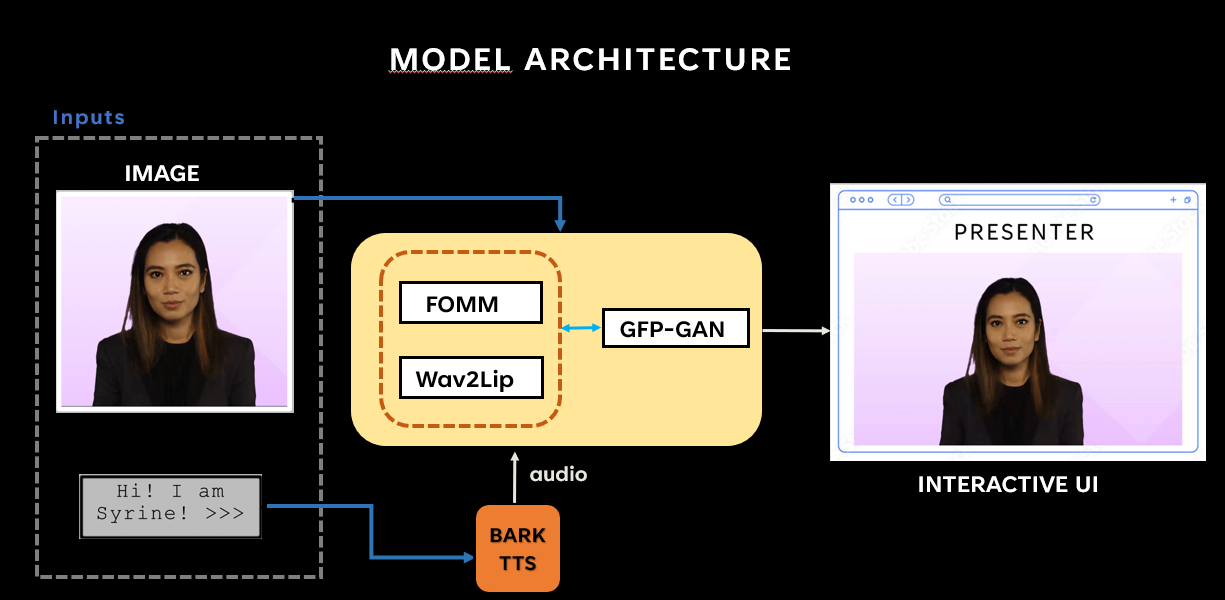 MODEL ARCHITECTURE
Inputs
IMAGE
Hi! I am
Syrine! >>>
FOMM
Wav2Lip
GFP-GAN
audio
BARK
TTS
PRESENTER
INTERACTIVE UI